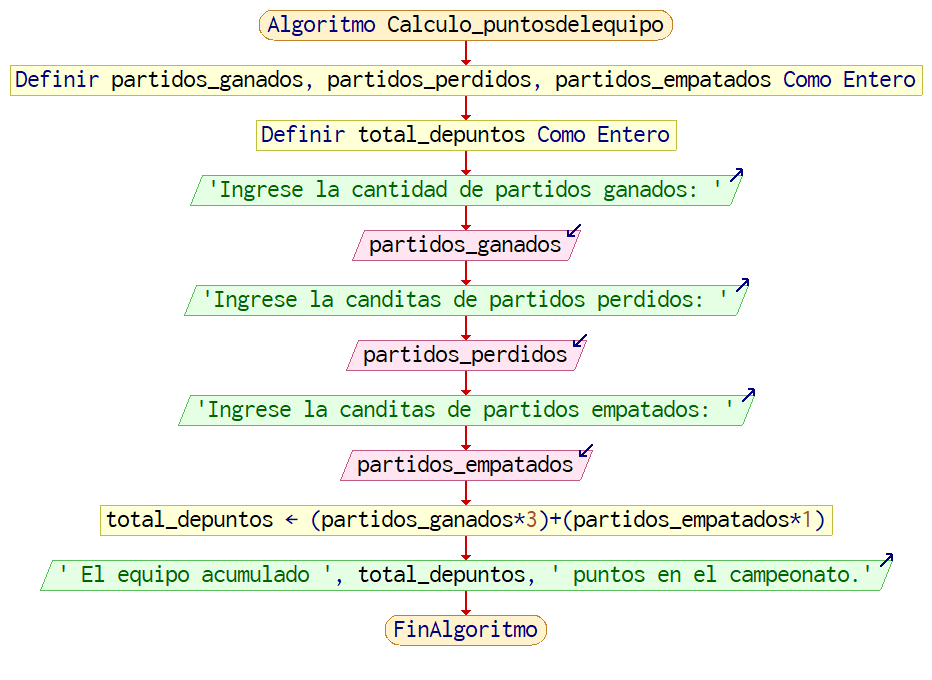 Algoritmo Calculo_puntosdelequipo
Definir partidos_ganados, partidos_perdidos, partidos_empatados Como Entero
Definir total_depuntos Como Entero
'Ingrese la cantidad de partidos ganados: '
partidos_ganados
'Ingrese la canditas de partidos perdidos: '
partidos_perdidos
'Ingrese la canditas de partidos empatados: '
partidos_empatados
total_depuntos ← (partidos_ganados*3)+(partidos_empatados*1)
' El equipo acumulado ', total_depuntos, ' puntos en el campeonato.'
FinAlgoritmo